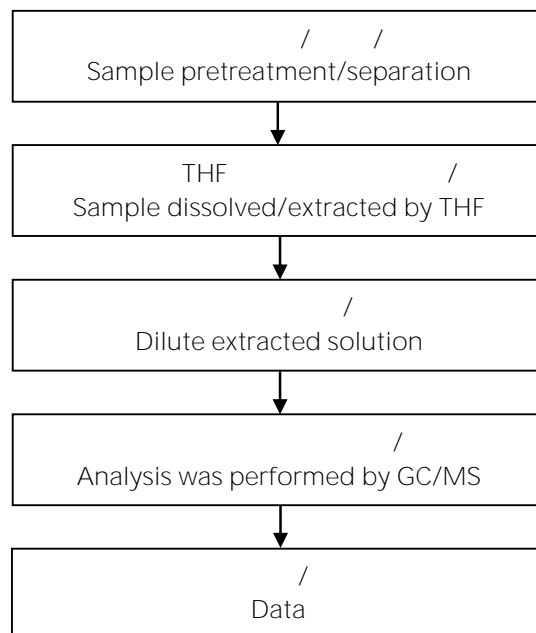 / /
Sample pretreatment/separation
THF /
Sample dissolved/extracted by THF
/
Dilute extracted solution
/
Analysis was performed by GC/MS
/
Data